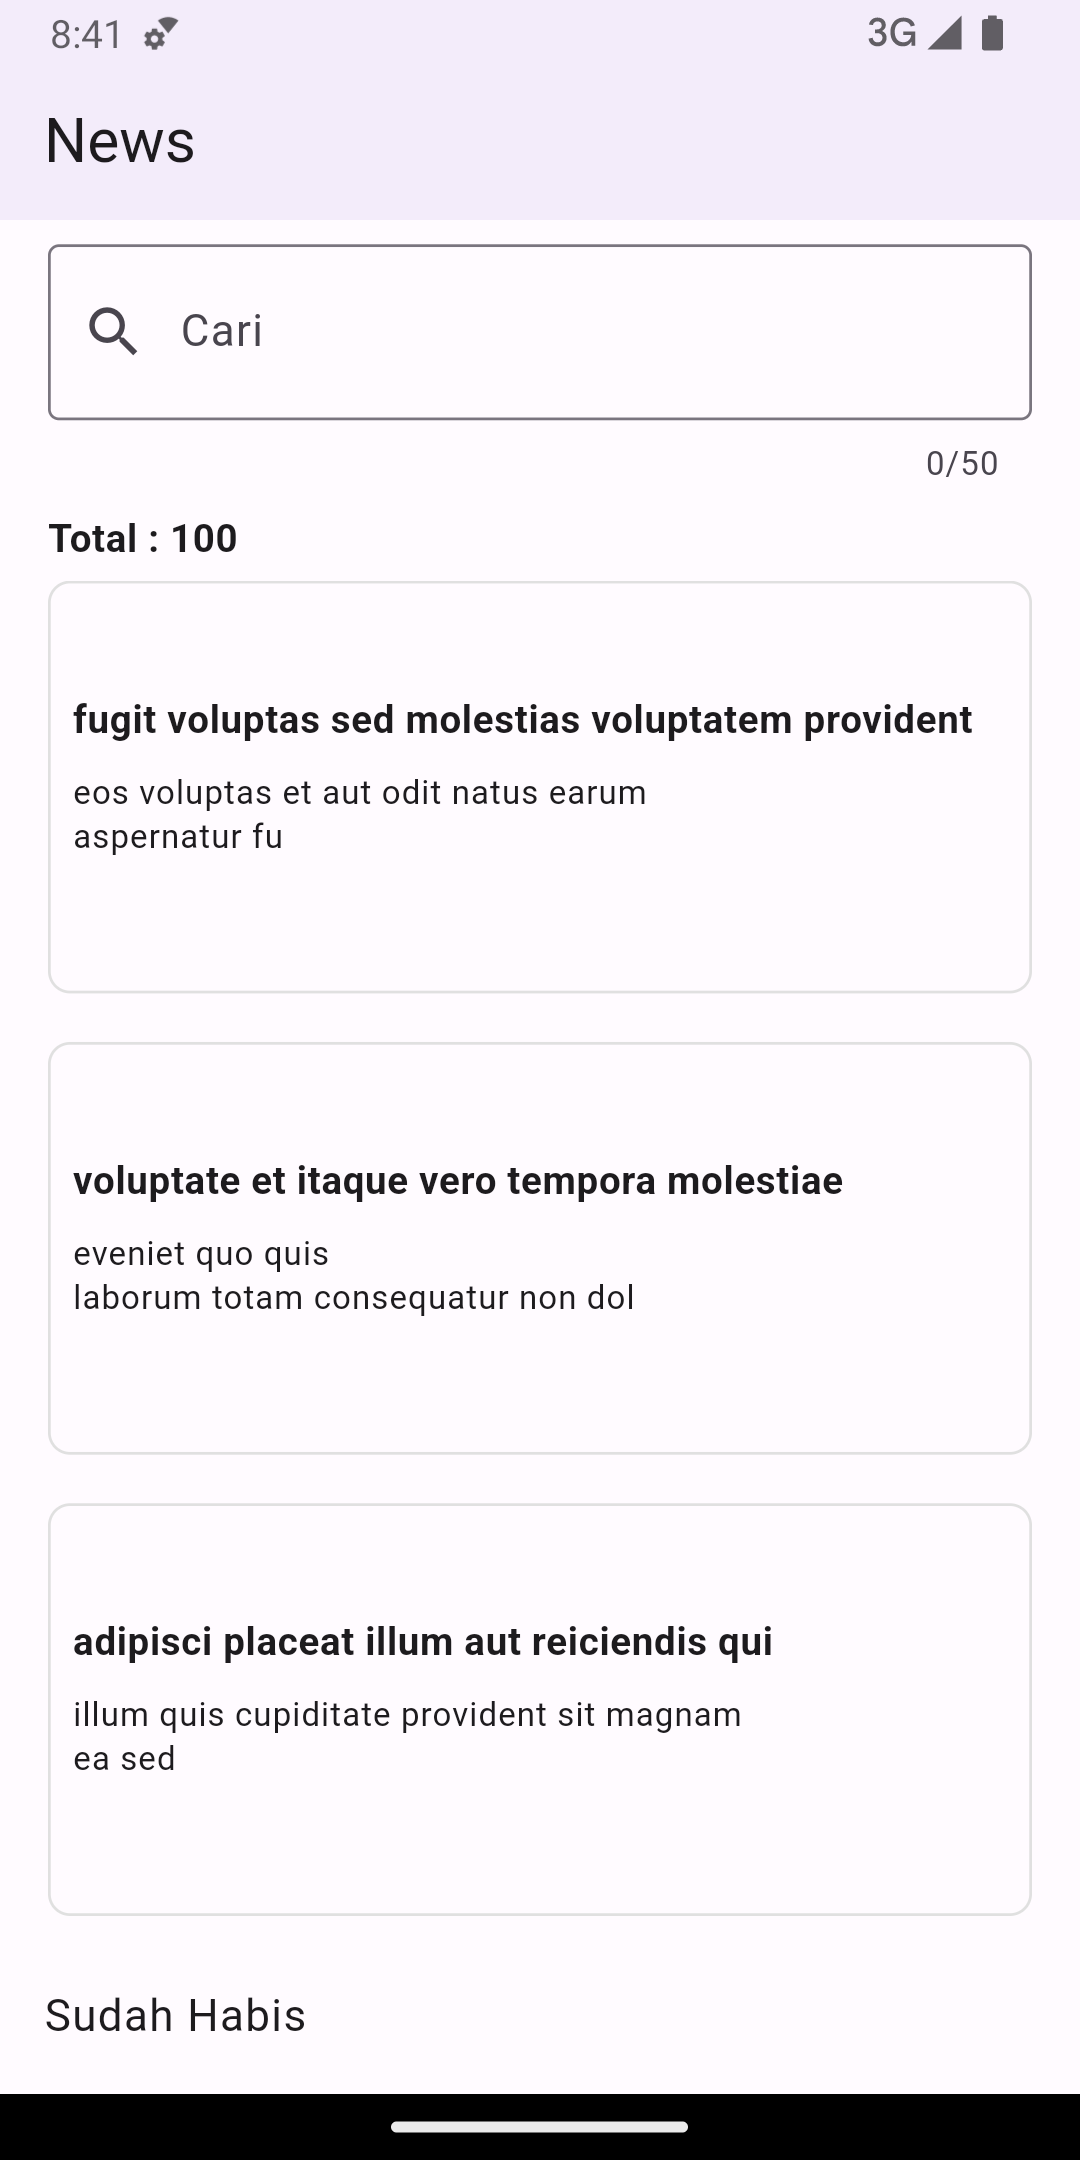 8:41
3G
News
Cari
0/50
Total : 100
fugit voluptas sed molestias voluptatem provident
eos voluptas et aut odit natus earum
aspernatur fu
voluptate et itaque vero tempora molestiae
eveniet quo quis
laborum totam consequatur non dol
adipisci placeat illum aut reiciendis qui
illum quis cupiditate provident sit magnam
ea sed
Sudah Habis